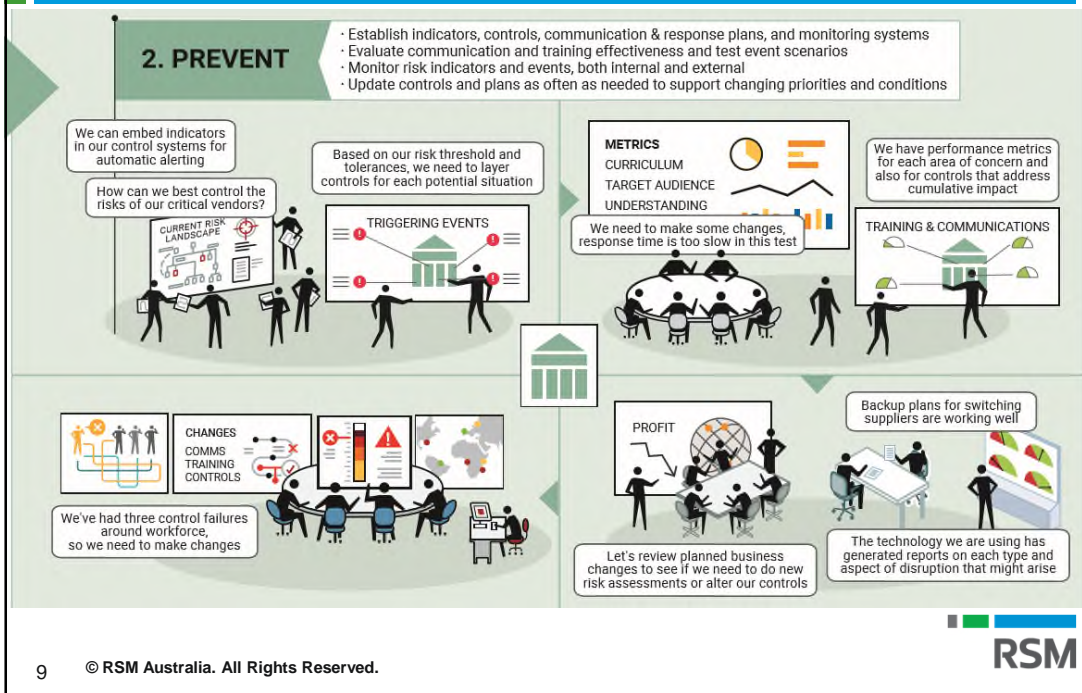 2. PREVENT
· Establish indicators, controls, communication & response plans, and monitoring systems
· Evaluate communication and training effectiveness and test event scenarios
· Monitor risk indicators and events, both internal and external
· Update controls and plans as often as needed to support changing priorities and conditions
We can embed indicators
in our control systems for
automatic alerting
How can we best control the
risks of our critical vendors?
Based on our risk threshold and
tolerances, we need to layer
controls for each potential situation
CURRENT RISK
LANDSCAPE
TRIGGERING EVENTS
METRICS
CURRICULUM
TARGET AUDIENCE
UNDERSTANDING
We need to make some changes,
response time is too slow in this test
We have performance metrics
for each area of concern and
also for controls that address
cumulative impact
TRAINING & COMMUNICATIONS
CHANGES
COMMS
TRAINING
CONTROLS
We've had three control failures
around workforce,
so we need to make changes
PROFIT
Let's review planned business
changes to see if we need to do new
risk assessments or alter our controls
Backup plans for switching
suppliers are working well
The technology we are using has
generated reports on each type and
aspect of disruption that might arise
RSM
9 © RSM Australia. All Rights Reserved.